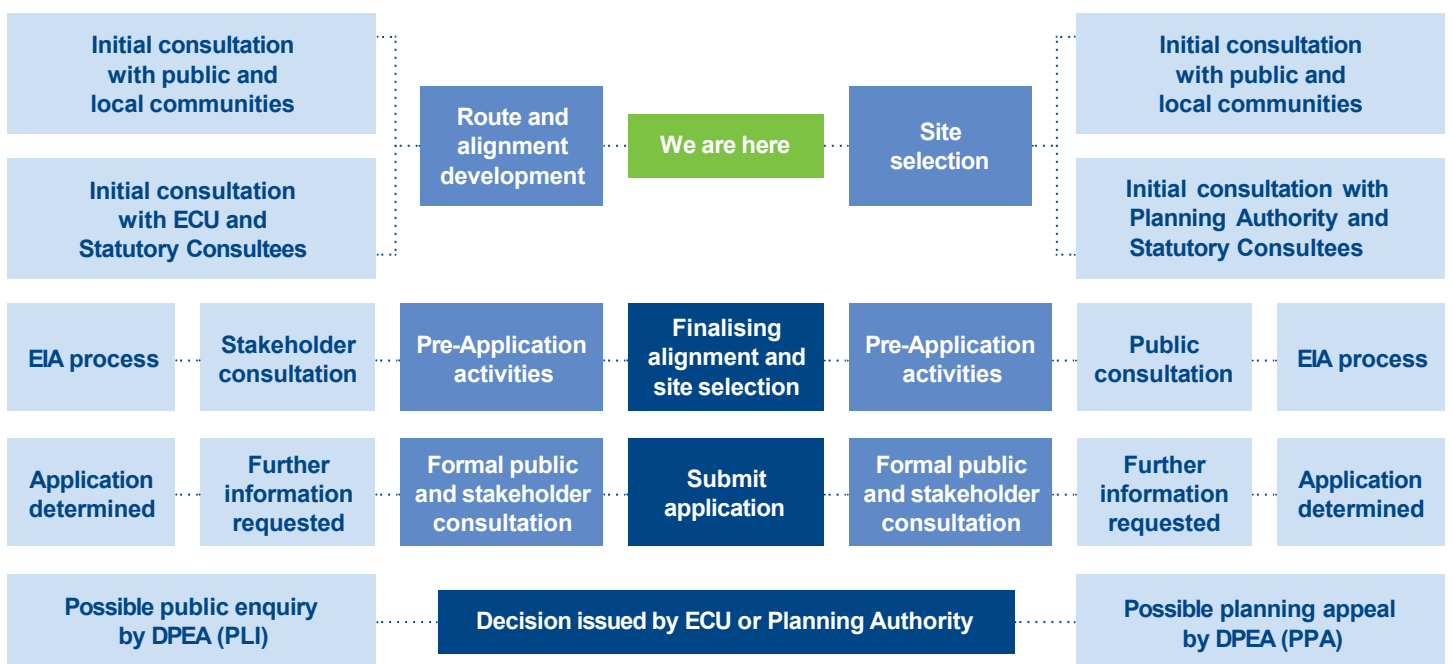 Initial consultation
with public and
local communities
Initial consultation
with ECU and
Statutory Consultees
Route and
alignment
development
We are here
Site
selection
Initial consultation
with public and
local communities
Initial consultation with
Planning Authority and
Statutory Consultees
EIA process
Stakeholder
consultation
Pre-Application
activities
Finalising
alignment and
site selection
Pre-Application
activities
Public
consultation
EIA process
Application
determined
Further
information
requested
Formal public
and stakeholder
consultation
Submit
application
Formal public
and stakeholder
consultation
Further
information
requested
Application
determined
Possible public enquiry
by DPEA (PLI)
Decision issued by ECU or Planning Authority
Possible planning appeal
by DPEA (PPA)